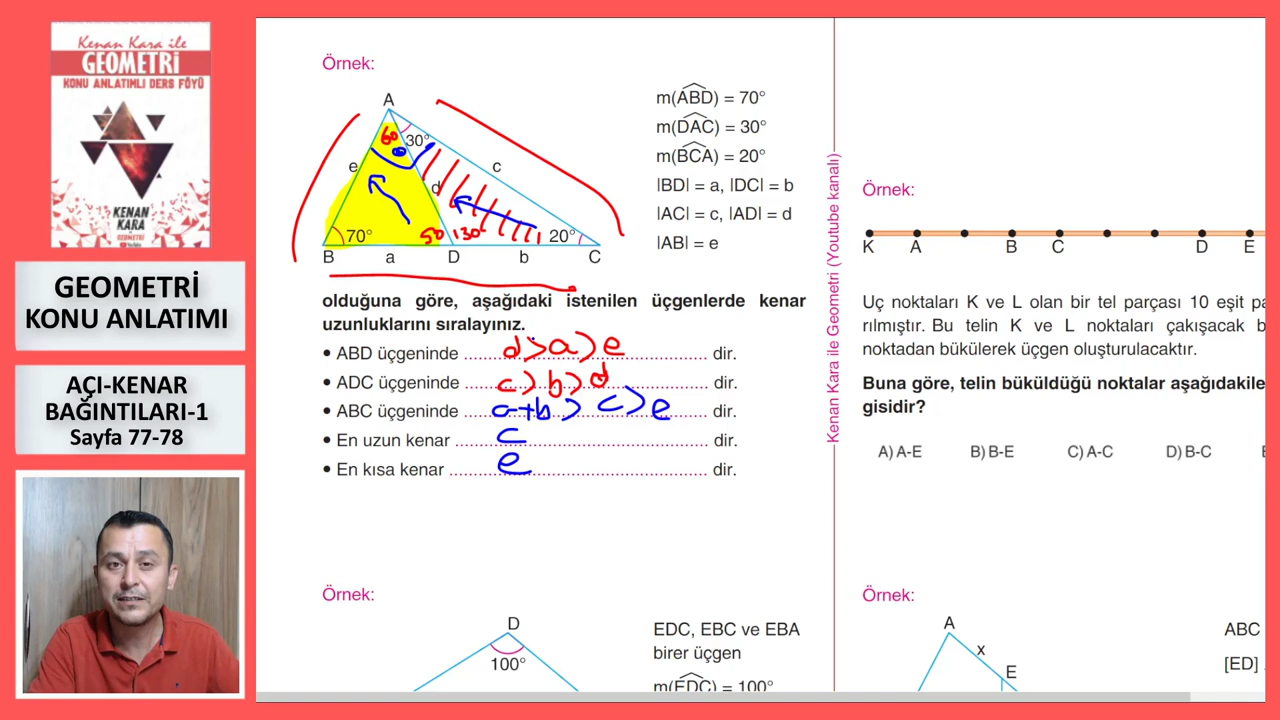 Kenan Kara ile
GEOMETRİ
KONU ANLATIMLI DERS FÖYÜ
KENAN
KARA
GEOMETRİ KONU ANLATIMI
AÇI-KENAR BAĞINTILARI-1
Sayfa 77-78
Örnek:
A
60
30°
e
c
d
70°
50
130
20°
B
a
D
b
C
m(ABD) = 70°
m(DAC) = 30°
m(BCA) = 20°
|BD| = a, |DC| = b
|AC| = c, |AD| = d
|AB| = e
olduğuna göre, aşağıdaki istenilen üçgenlerde kenar
uzunluklarını sıralayınız.
• ABD üçgeninde d > a > e dir.
• ADC üçgeninde c > b > d dir.
• ABC üçgeninde a+b > c > e dir.
• En uzun kenar c dir.
• En kısa kenar e dir.
Örnek:
D
100°
EDC, EBC ve EBA
birer üçgen
m(EDC) = 100°
Kenan Kara ile Geometri (Youtube kanalı)
Örnek:
K A B C D E
Uç noktaları K ve L olan bir tel parçası 10 eşit pa
rılmıştır. Bu telin K ve L noktaları çakışacak b
noktadan bükülerek üçgen oluşturulacaktır.
Buna göre, telin büküldüğü noktalar aşağıdakile
gisidir?
A) A-E B) B-E C) A-C D) B-C
Örnek:
A
x
E
ABC
[ED]